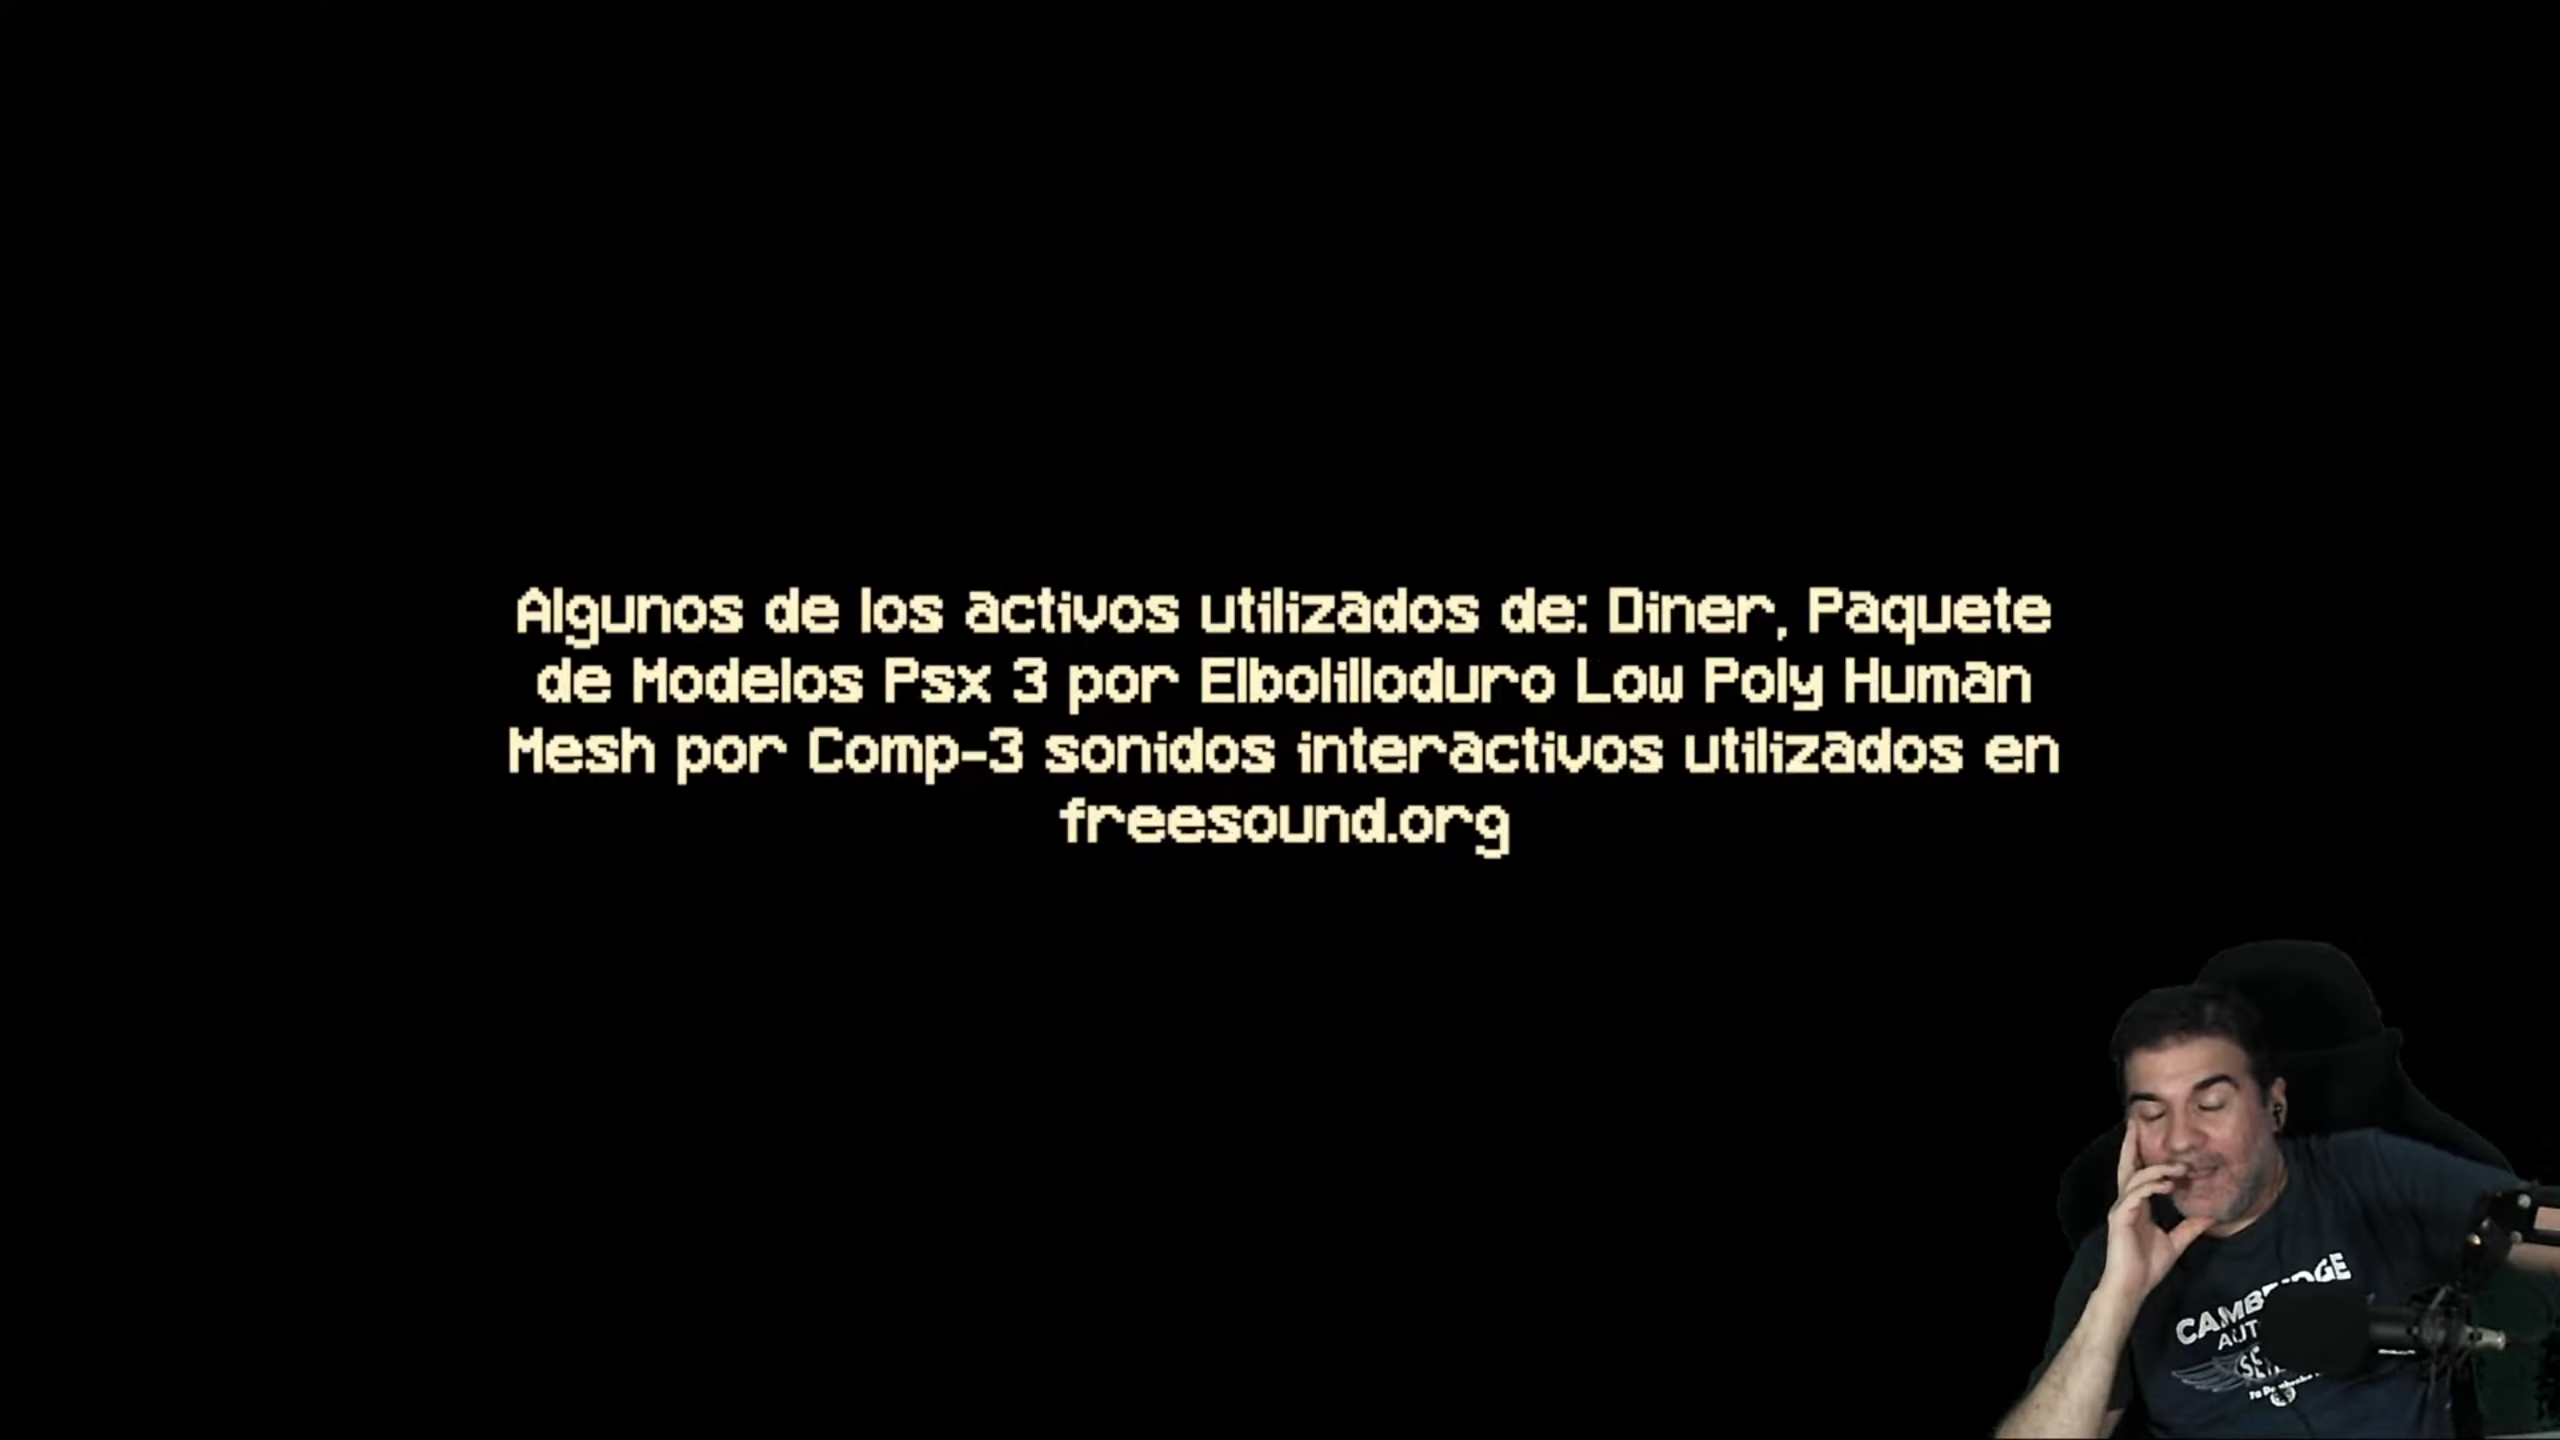 Algunos de los activos utilizados de: Diner, Paquete
de Modelos Psx 3 por Elbolilloduro Low Poly Human
Mesh por Comp-3 sonidos interactivos utilizados en
freesound.org